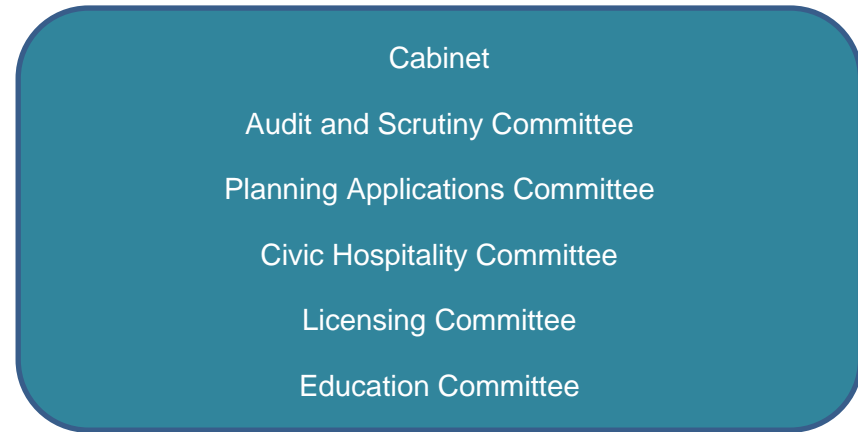 Cabinet
Audit and Scrutiny Committee
Planning Applications Committee
Civic Hospitality Committee
Licensing Committee
Education Committee